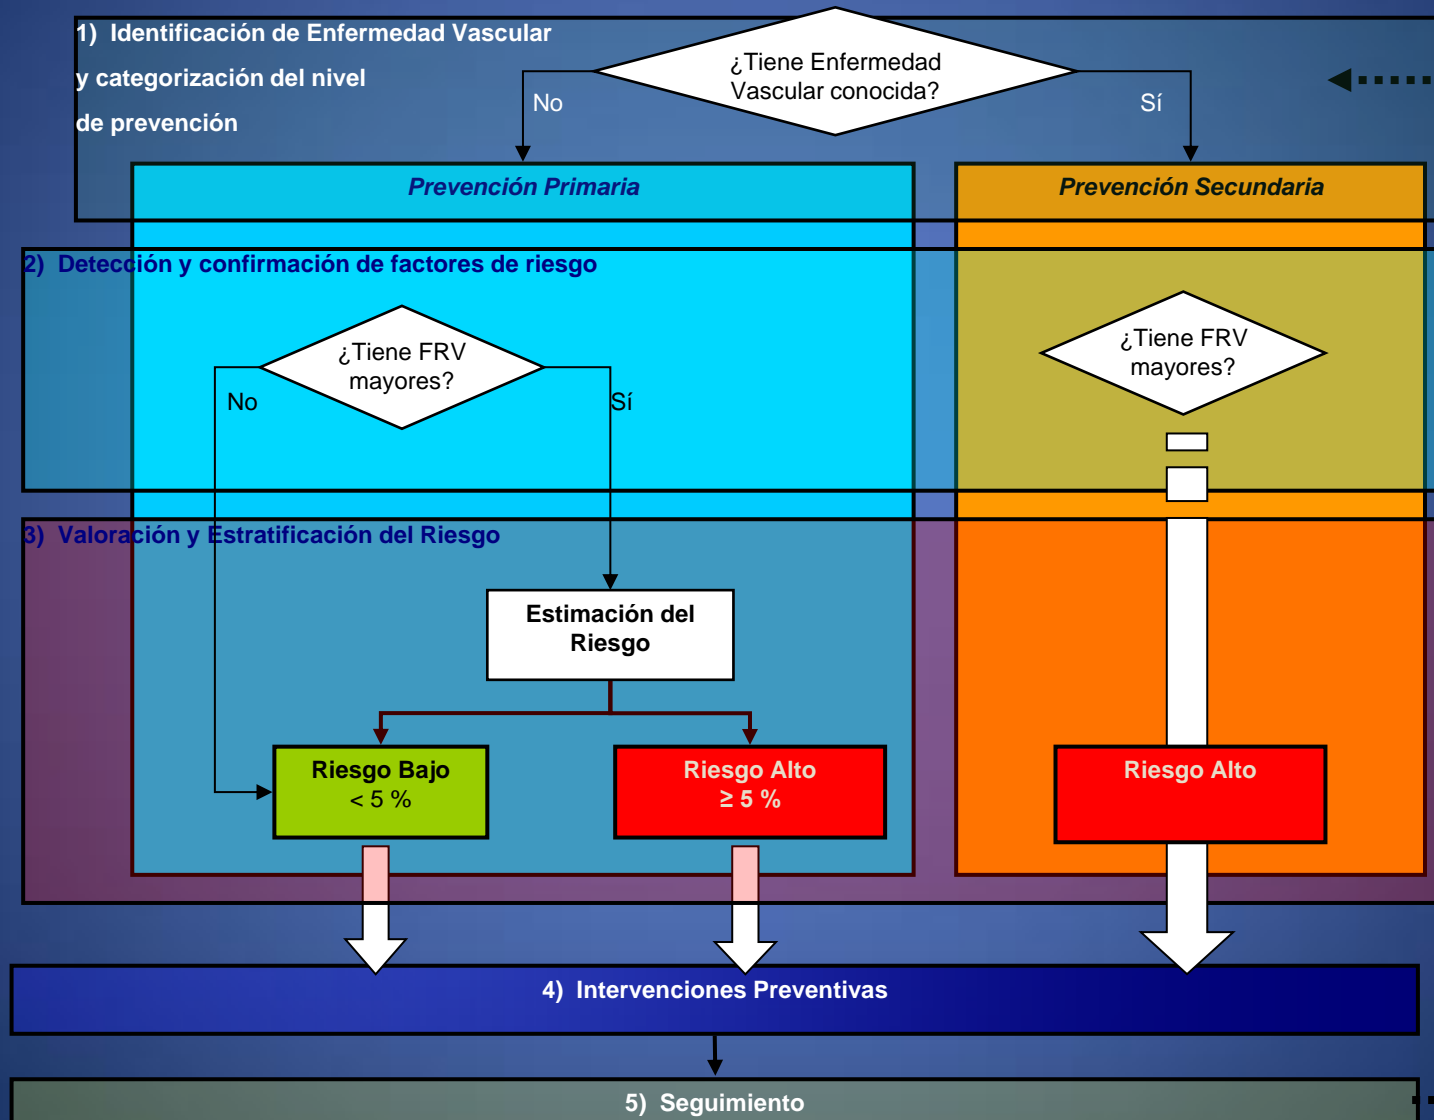 1) Identificación de Enfermedad Vascular
y categorización del nivel
de prevención
¿Tiene Enfermedad
Vascular conocida?
No
Sí
Prevención Primaria
Prevención Secundaria
2) Detección y confirmación de factores de riesgo
¿Tiene FRV
mayores?
¿Tiene FRV
mayores?
No
Sí
3) Valoración y Estratificación del Riesgo
Estimación del
Riesgo
Riesgo Bajo
< 5 %
Riesgo Alto
≥ 5 %
Riesgo Alto
4) Intervenciones Preventivas
5) Seguimiento